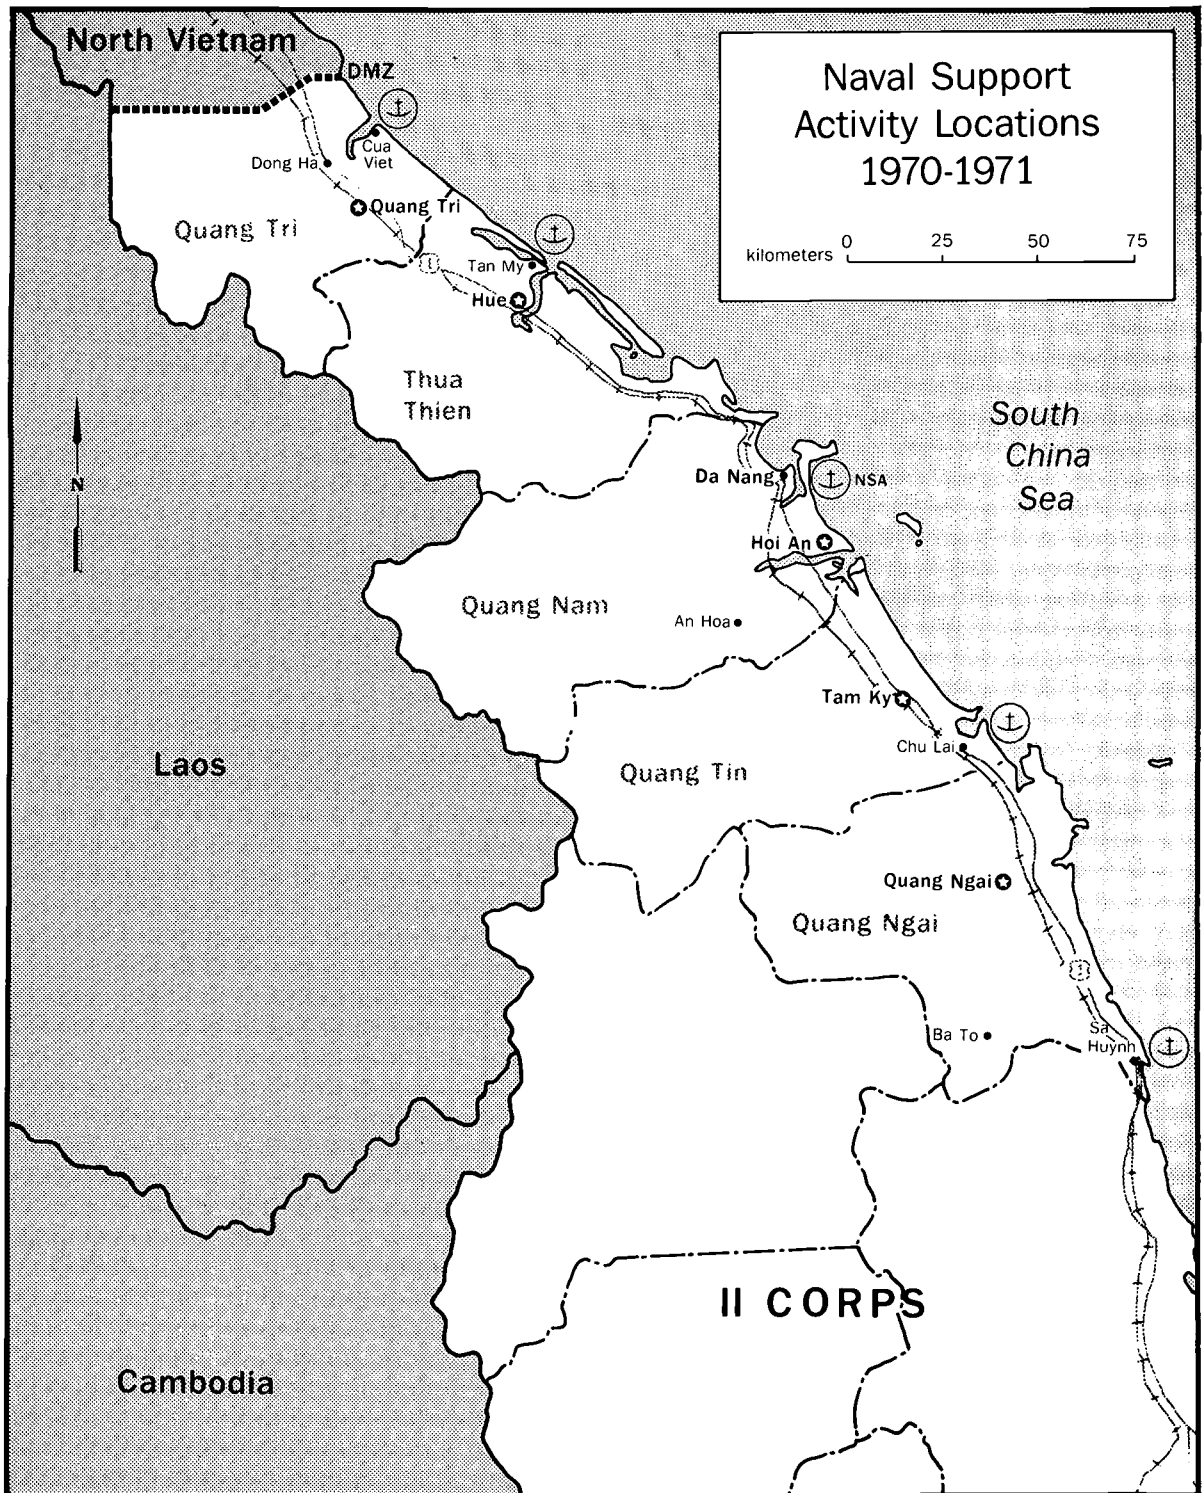 North Vietnam
DMZ
Naval Support
Activity Locations
1970-1971
kilometers 0 25 50 75
Cua
Viet
Dong Ha
Quang Tri
Quang Tri
Tan My
Hue
Thua
Thien
South
China
Sea
N
Da Nang
NSA
Hoi An
Quang Nam
An Hoa
Tam Ky
Chu Lai
Laos
Quang Tin
Quang Ngai
Quang Ngai
Ba To
Sa
Huynh
II CORPS
Cambodia